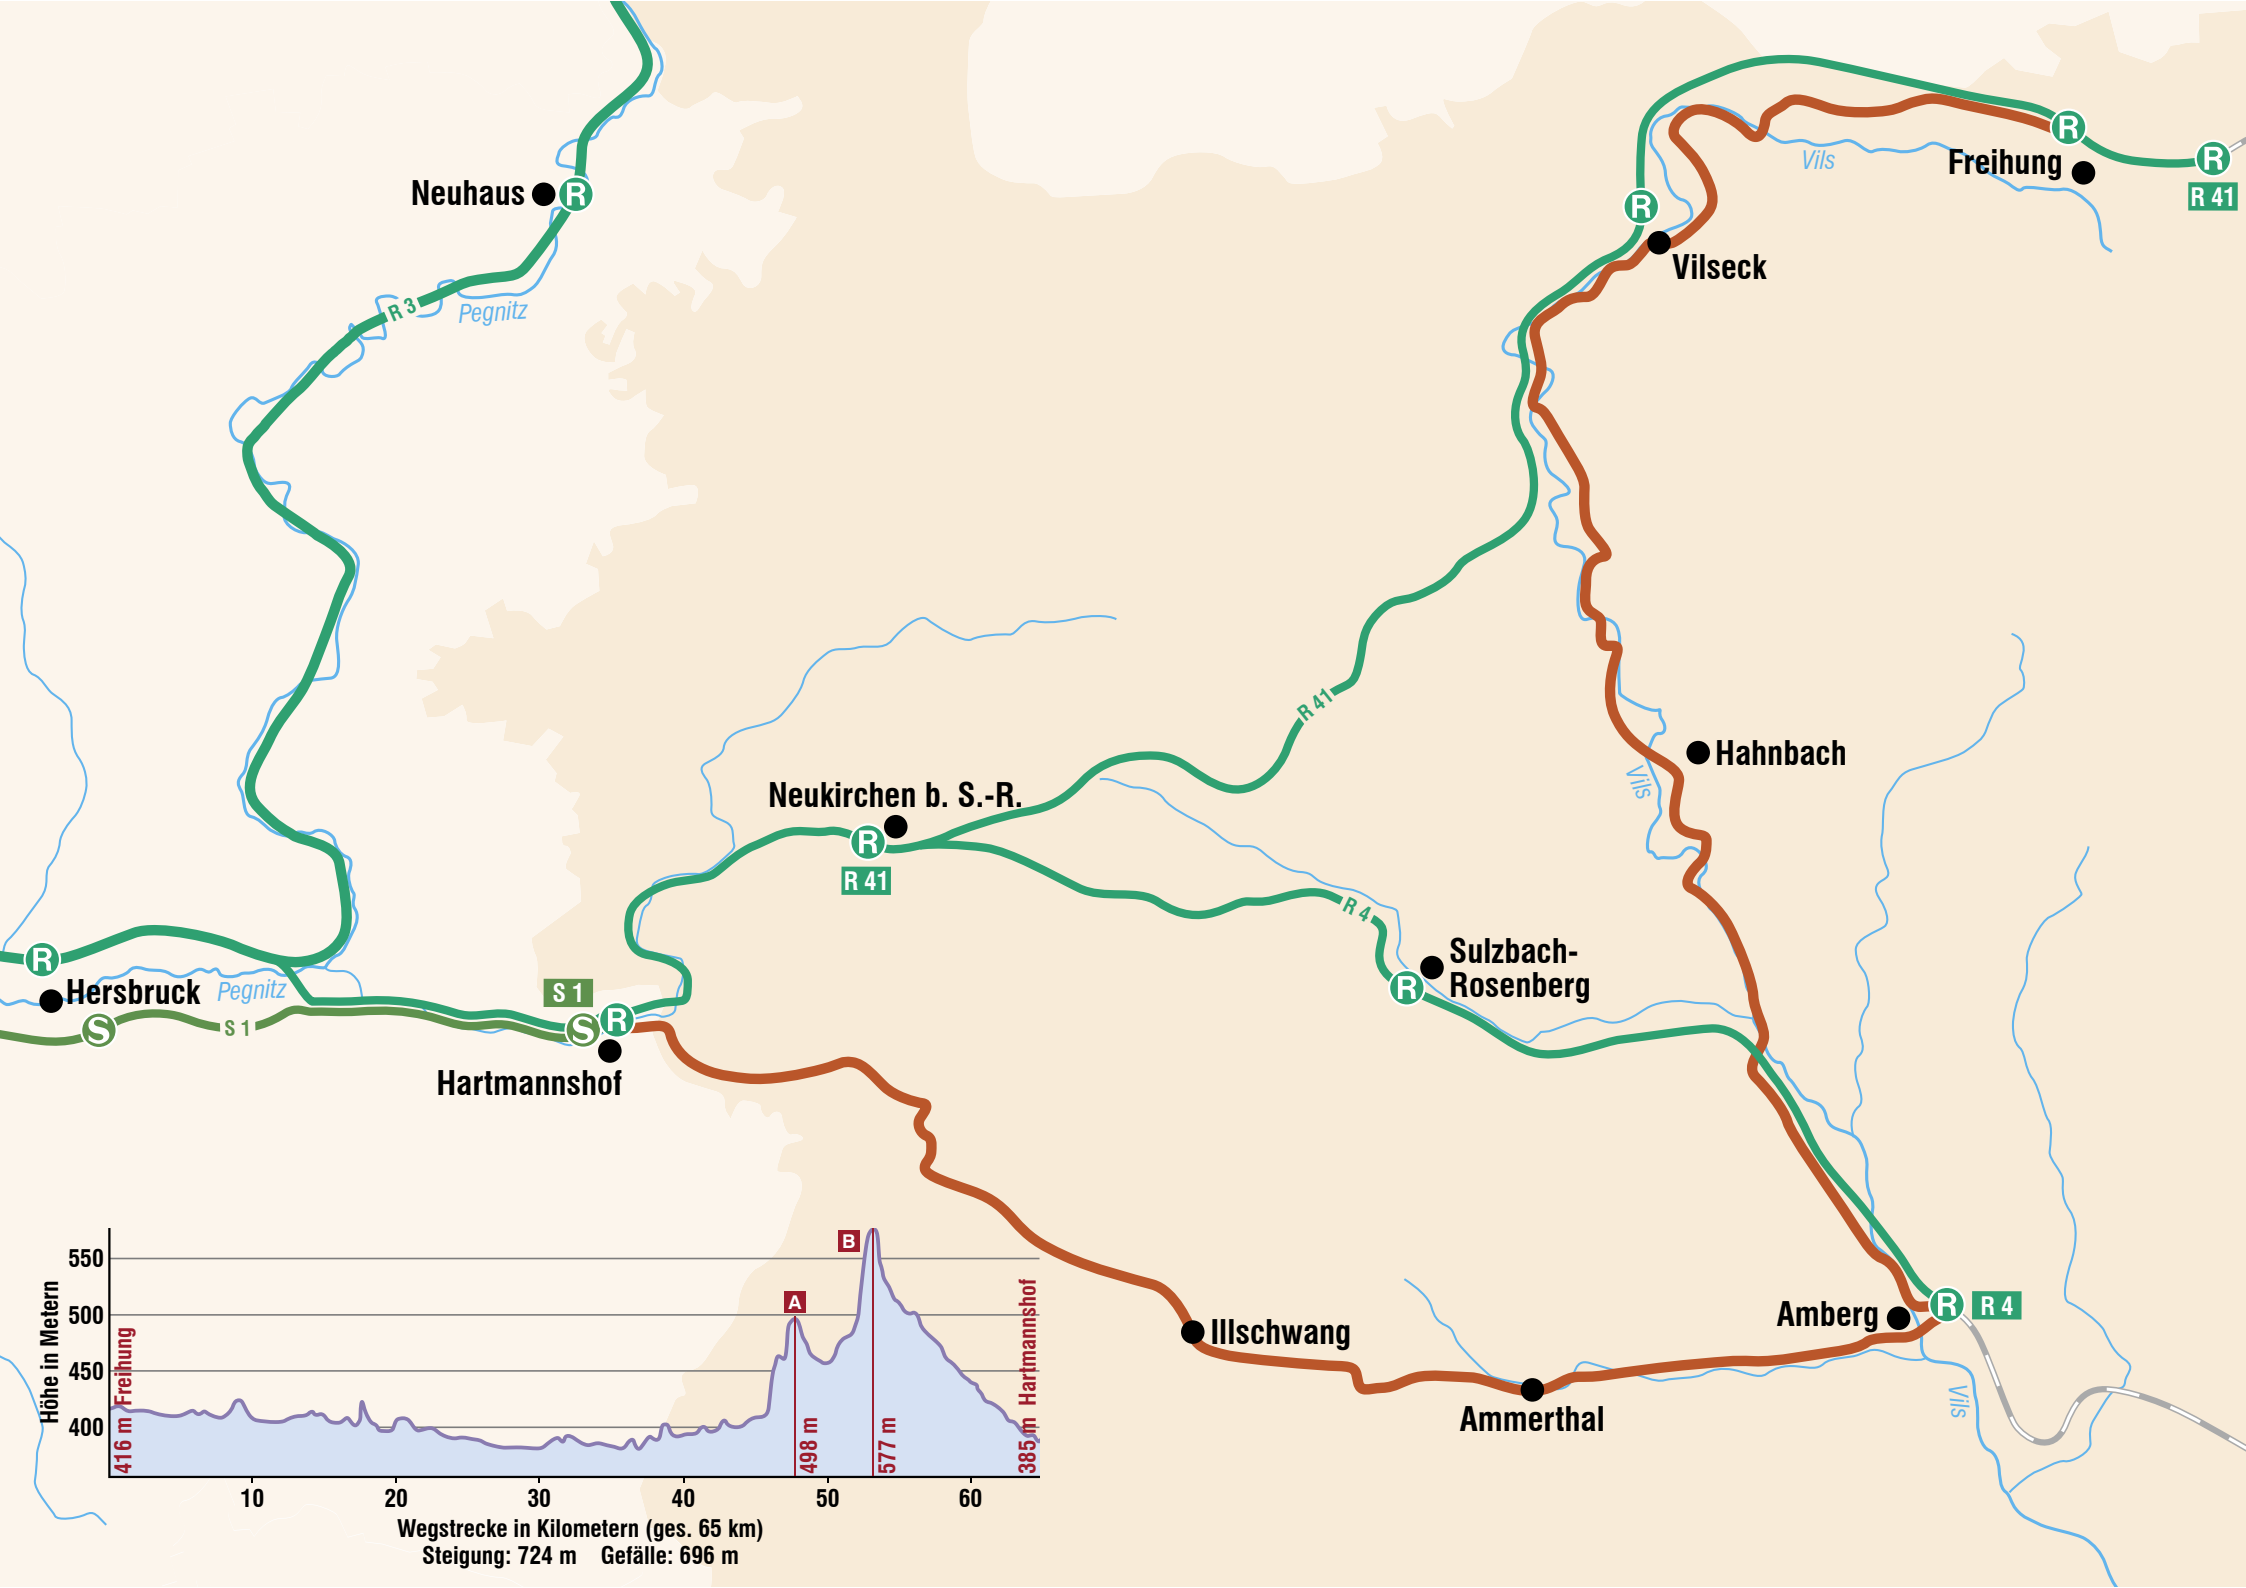 R
Freihung
R
R 41
Vils
Neuhaus
R
R
Vilseck
R 3
Pegnitz
R 41
Hahnbach
Vils
Neukirchen b. S.-R.
R
R 41
R 4
Sulzbach-
Rosenberg
R
R
Hersbruck
Pegnitz
S
S 1
S 1
S
R
Hartmannshof
Illschwang
Amberg
R
R 4
Ammerthal
Vils
Höhe in Metern
550
500
450
400
416 m Freihung
A
498 m
B
577 m
385 m Hartmannshof
10 20 30 40 50 60
Wegstrecke in Kilometern (ges. 65 km)
Steigung: 724 m Gefälle: 696 m